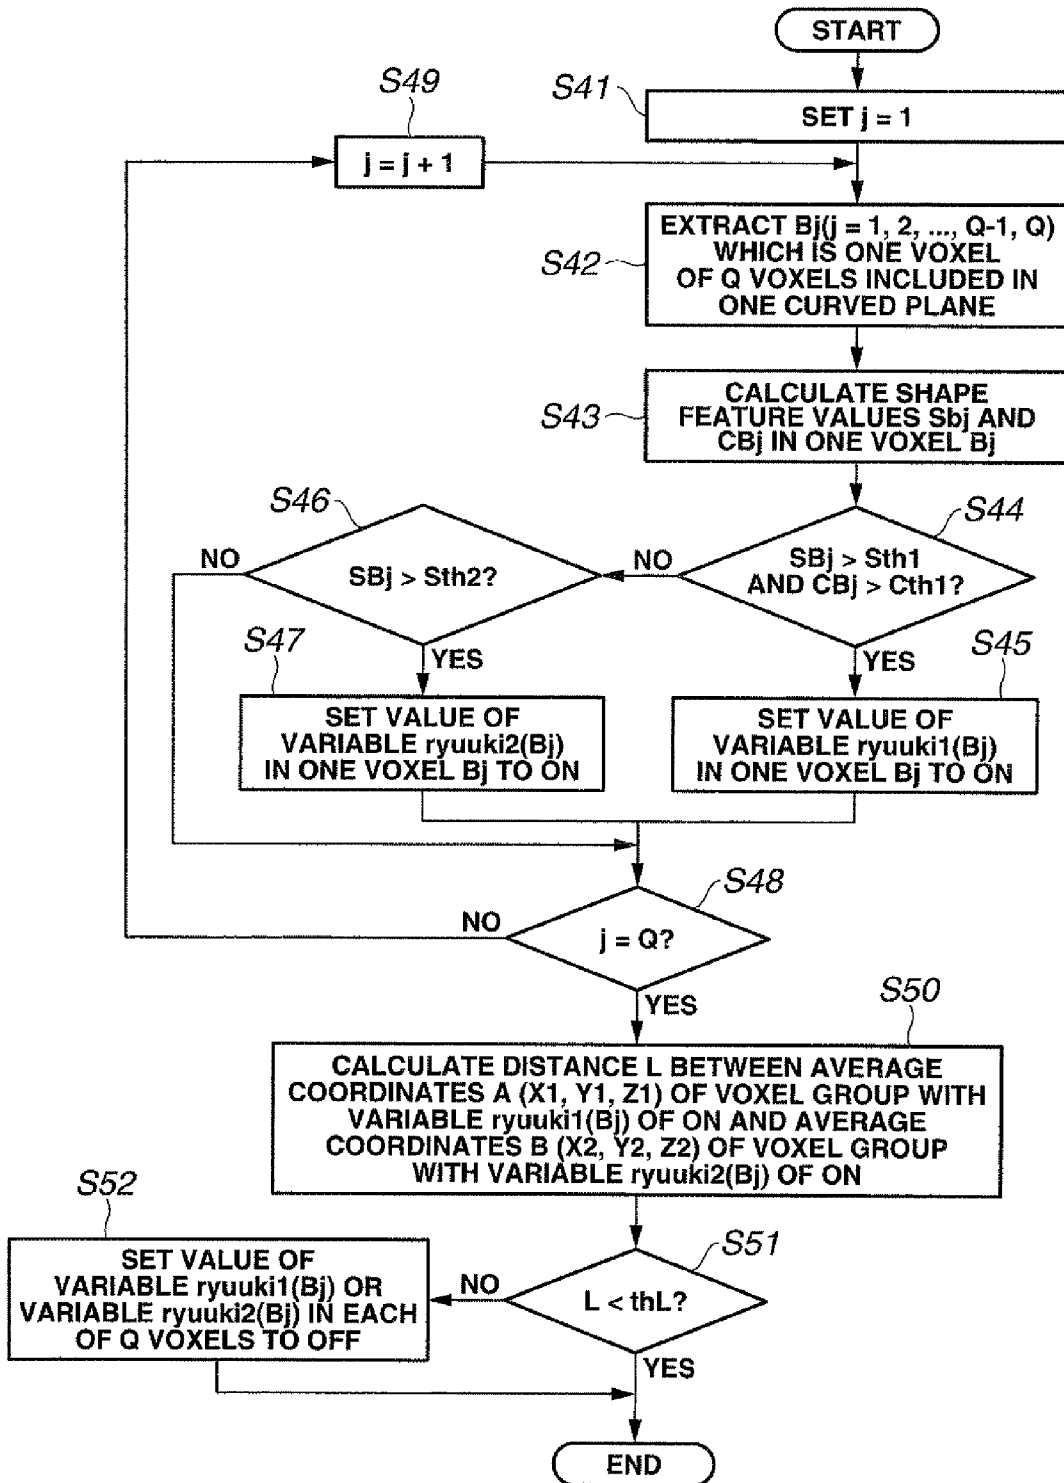 START
S41
SET j = 1
S49
j = j + 1
S42
EXTRACT Bj(j = 1, 2, ..., Q-1, Q)
WHICH IS ONE VOXEL
OF Q VOXELS INCLUDED IN
ONE CURVED PLANE
S43
CALCULATE SHAPE
FEATURE VALUES Sbj AND
CBj IN ONE VOXEL Bj
S44
SBj > Sth1
AND CBj > Cth1?
NO
YES
S46
SBj > Sth2?
NO
YES
S47
SET VALUE OF
VARIABLE ryuuki2(Bj)
IN ONE VOXEL Bj TO ON
S45
SET VALUE OF
VARIABLE ryuuki1(Bj)
IN ONE VOXEL Bj TO ON
S48
j = Q?
NO
YES
S50
CALCULATE DISTANCE L BETWEEN AVERAGE
COORDINATES A (X1, Y1, Z1) OF VOXEL GROUP WITH
VARIABLE ryuuki1(Bj) OF ON AND AVERAGE
COORDINATES B (X2, Y2, Z2) OF VOXEL GROUP
WITH VARIABLE ryuuki2(Bj) OF ON
S51
L < thL?
NO
YES
S52
SET VALUE OF
VARIABLE ryuuki1(Bj) OR
VARIABLE ryuuki2(Bj) IN EACH
OF Q VOXELS TO OFF
END